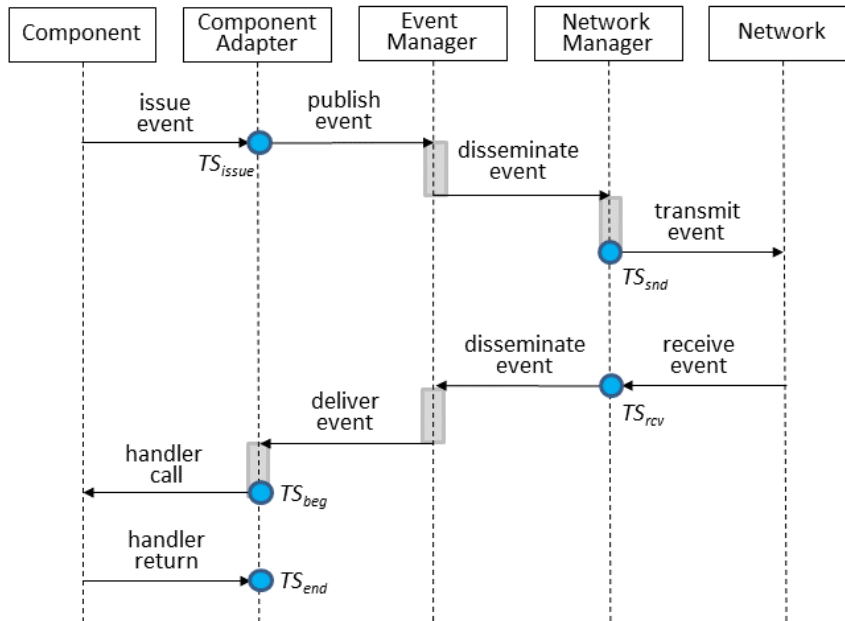 Component
Component
Adapter
Event
Manager
Network
Manager
Network
issue
event
publish
event
TSissue
disseminate
event
transmit
event
TSsnd
disseminate
event
receive
event
deliver
event
TSrcv
handler
call
TSbeg
handler
return
TSend